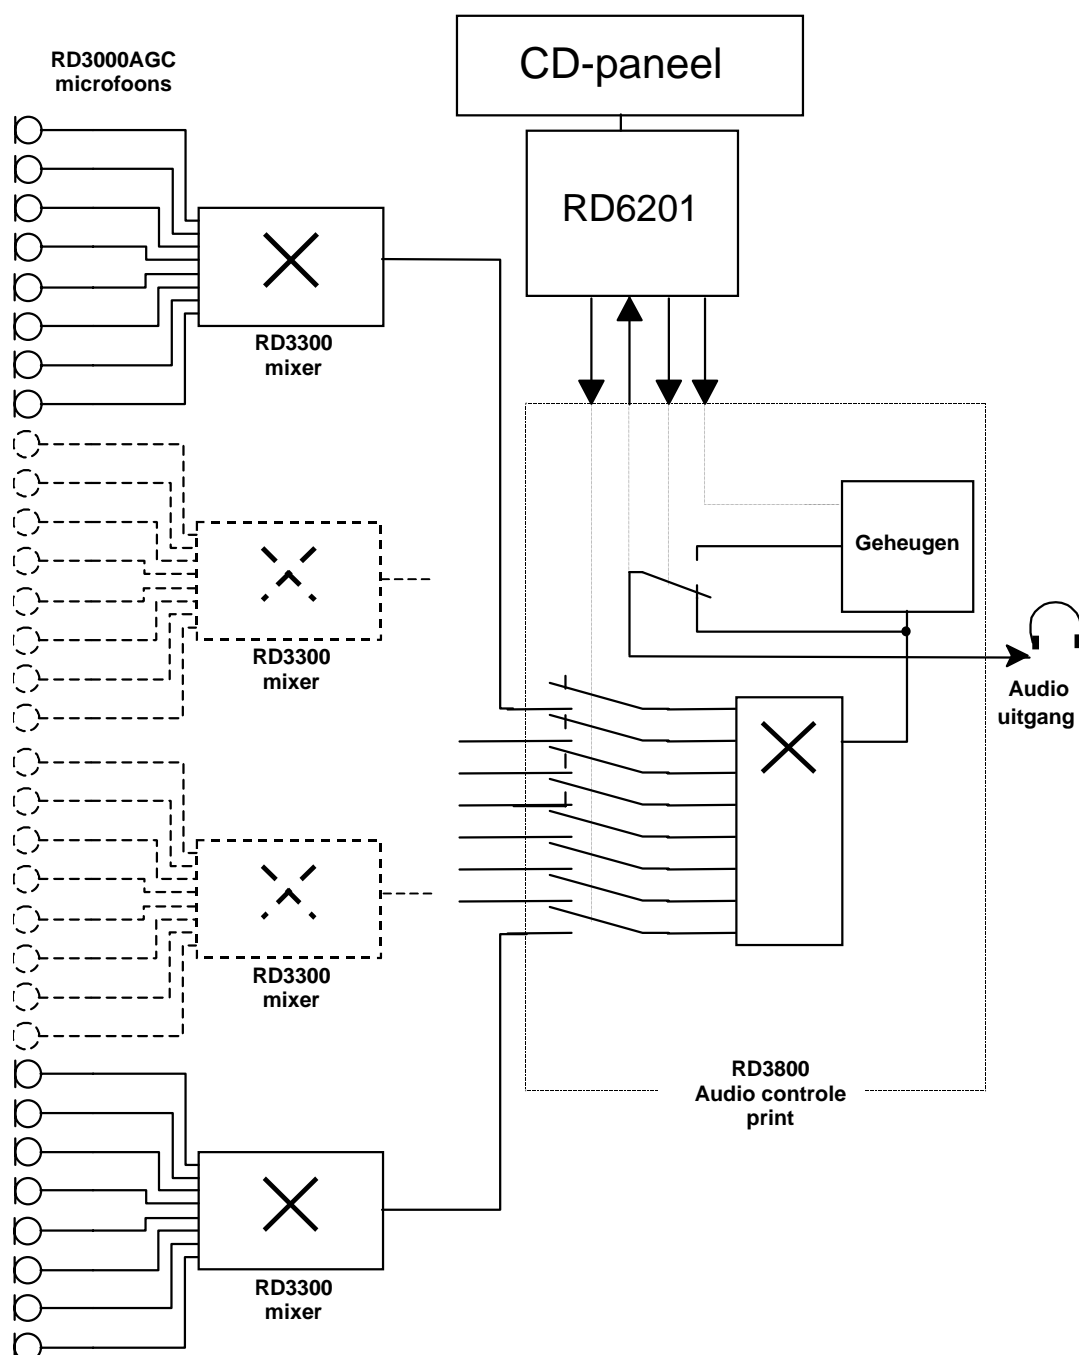 RD3000AGC
microfoons
CD-paneel
RD6201
RD3300
mixer
Geheugen
RD3300
mixer
Audio
uitgang
RD3300
mixer
RD3800
Audio controle
print
RD3300
mixer